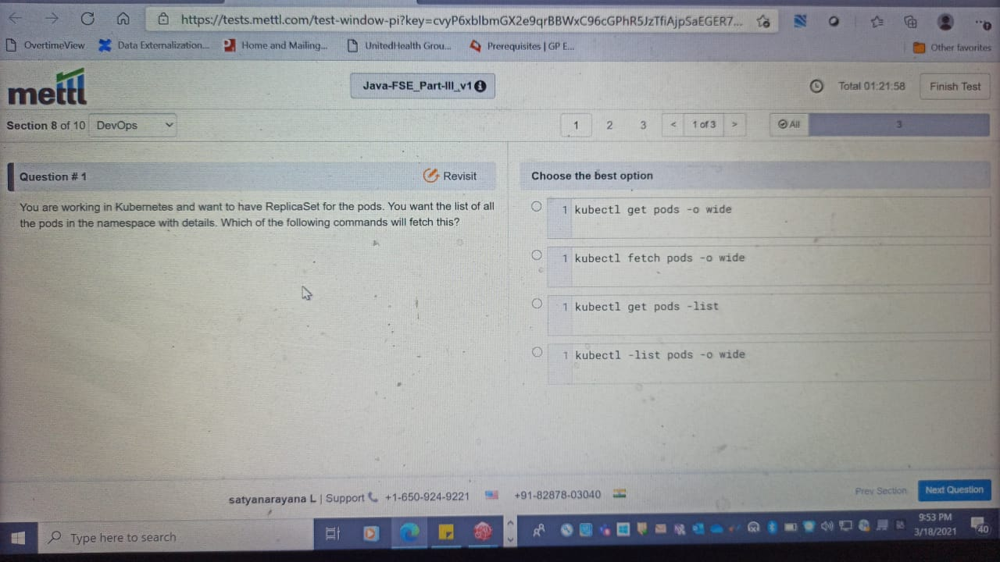 https://tests.mettl.com/test-window-pi?key=cvyP6xblbmGX2e9qrBBWxC96cGPhR5JzTfiAjpSaEGER7...
OvertimeView
Data Externalization...
Home and Mailing...
UnitedHealth Grou...
Prerequisites | GP E...
Other favorites
mettl
Java-FSE_Part-III_v1
Total 01:21:58
Finish Test
Section 8 of 10
DevOps
1
2
3
<
1 of 3
>
All
3
Question # 1
Revisit
You are working in Kubernetes and want to have ReplicaSet for the pods. You want the list of all
the pods in the namespace with details. Which of the following commands will fetch this?
Choose the best option
1 kubectl get pods -o wide
1 kubectl fetch pods -o wide
1 kubectl get pods -list
1 kubectl -list pods -o wide
satyanarayana L | Support +1-650-924-9221 +91-82878-03040
Prev Section
Next Question
Type here to search
9:53 PM
3/18/2021
40